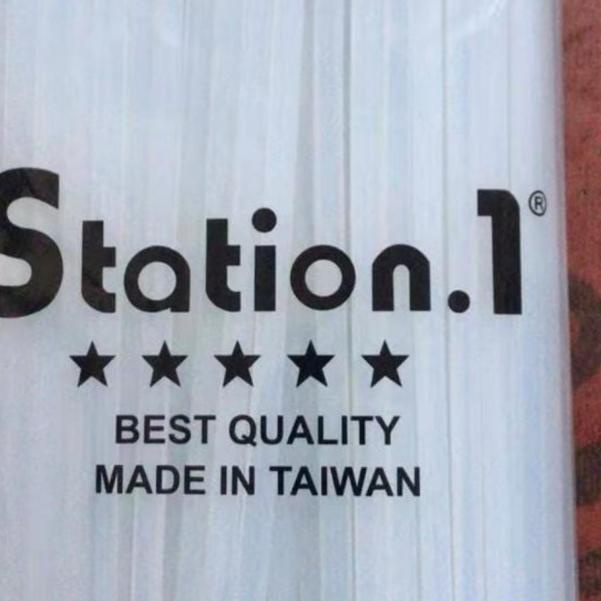 Station.1®
★★★★★
BEST QUALITY
MADE IN TAIWAN